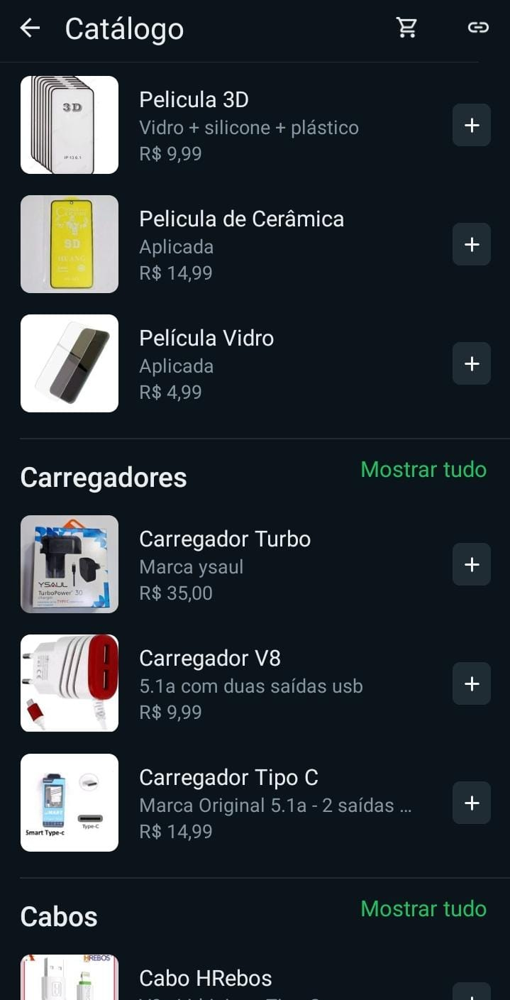 Catálogo
3D
IP 13 6.1
Pelicula 3D
Vidro + silicone + plástico
R$ 9,99
9D
HUANG
Pelicula de Cerâmica
Aplicada
R$ 14,99
Película Vidro
Aplicada
R$ 4,99
Carregadores
Mostrar tudo
YSAUL
TurboPower 30
charger
TYPEC
Carregador Turbo
Marca ysaul
R$ 35,00
Carregador V8
5.1a com duas saídas usb
R$ 9,99
Smart Type-c
Type-C
Carregador Tipo C
Marca Original 5.1a - 2 saídas ...
R$ 14,99
Cabos
Mostrar tudo
HREBOS
Cabo HRebos